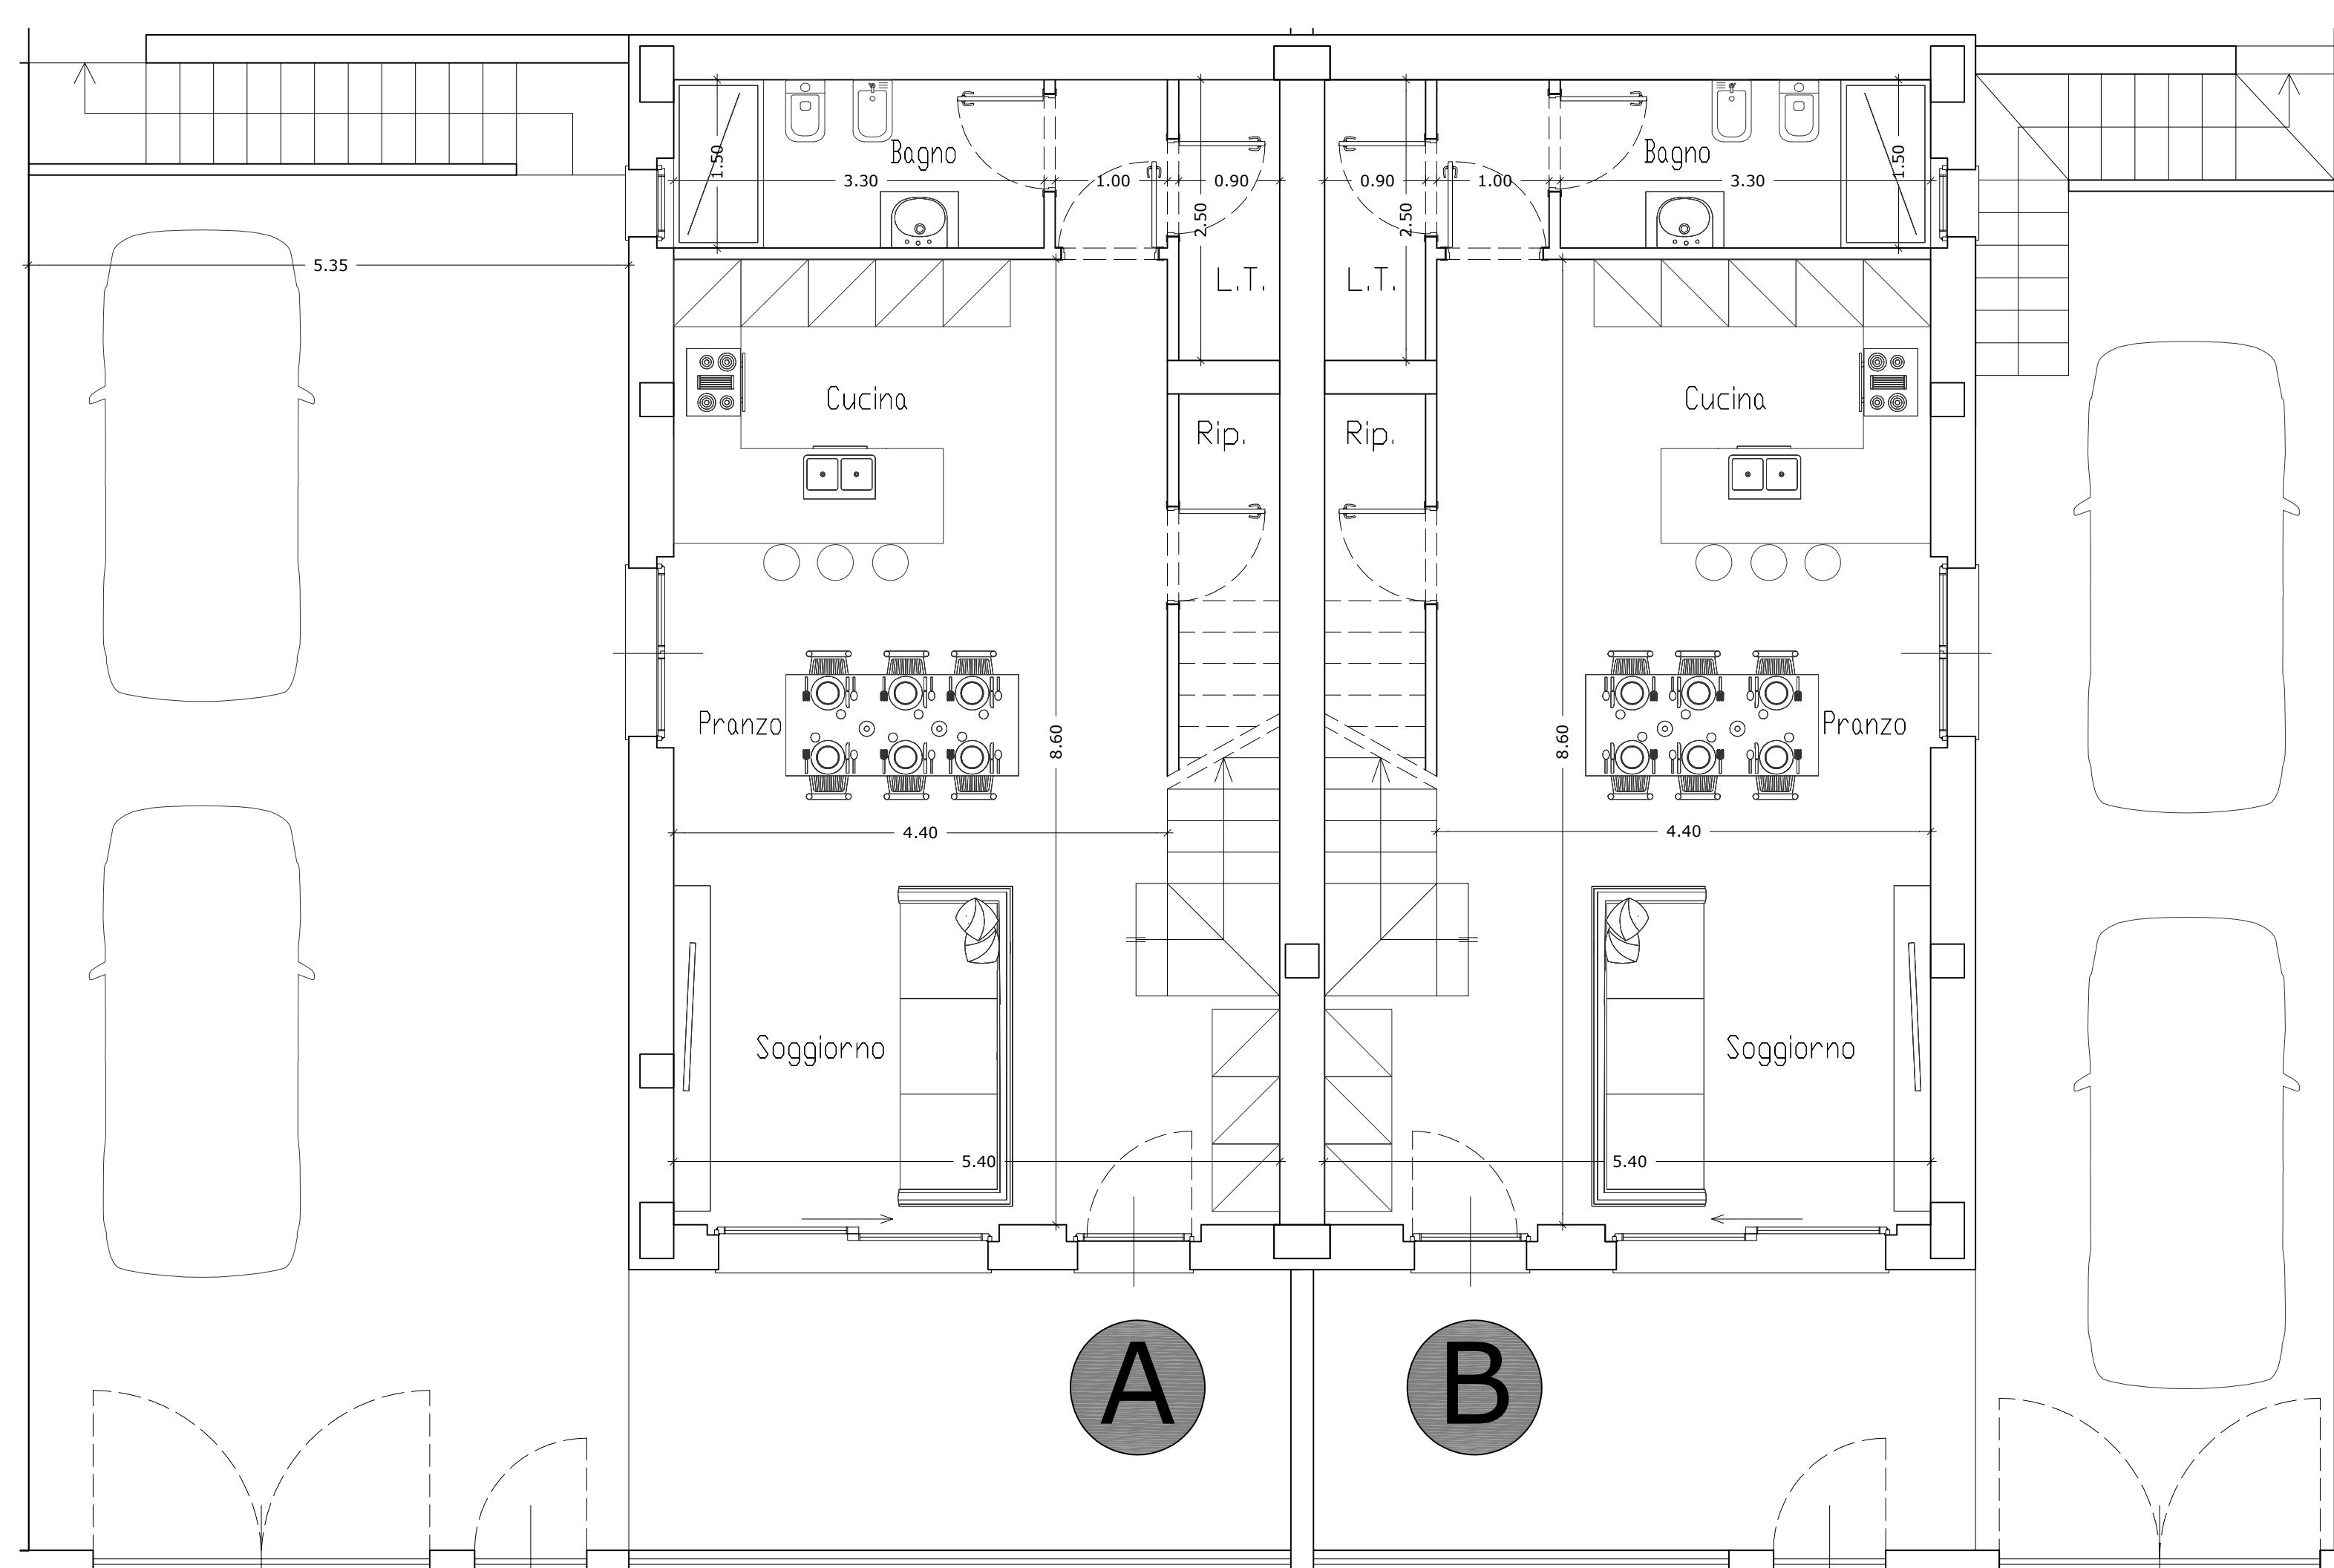 Bagno
Bagno
1.50
3.30
1.00
0.90
0.90
1.00
3.30
1.50
2.50
2.50
5.35
L.T.
L.T.
Cucina
Cucina
Rip.
Rip.
Pranzo
Pranzo
8.60
8.60
4.40
4.40
Soggiorno
Soggiorno
5.40
5.40
A
B